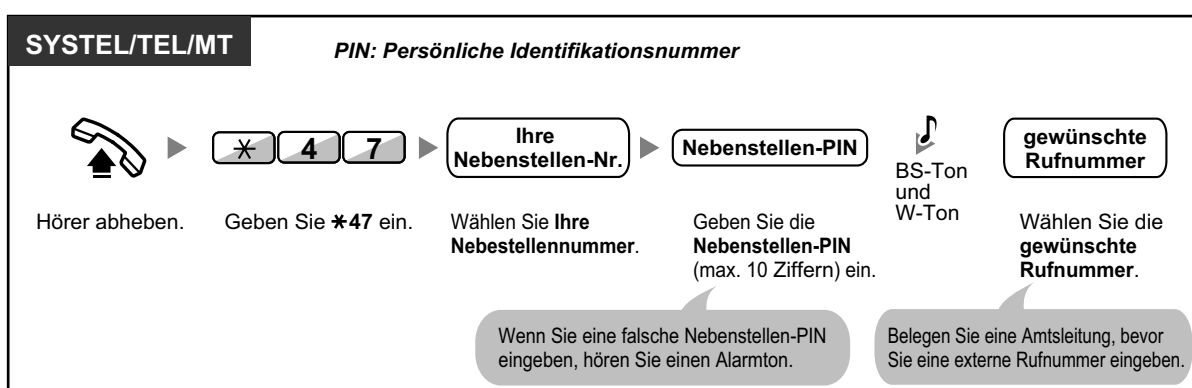 SYSTEL/TEL/MT
PIN: Persönliche Identifikationsnummer
✳ 4 7
Ihre
Nebenstellen-Nr.
Nebenstellen-PIN
BS-Ton
und
W-Ton
gewünschte
Rufnummer
Hörer abheben.
Geben Sie ✳47 ein.
Wählen Sie Ihre
Nebestellennummer.
Geben Sie die
Nebenstellen-PIN
(max. 10 Ziffern) ein.
Wählen Sie die
gewünschte
Rufnummer.
Wenn Sie eine falsche Nebenstellen-PIN
eingeben, hören Sie einen Alarmton.
Belegen Sie eine Amtsleitung, bevor
Sie eine externe Rufnummer eingeben.